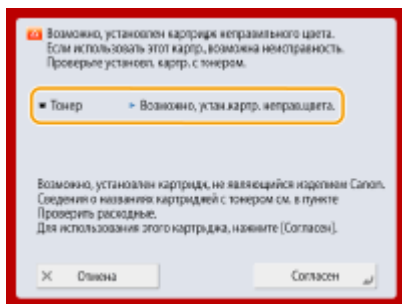 Возможно, установлен картридж неправильного цвета.
Если использовать этот картр., возможна неисправность.
Проверьте установл. картр. с тонером.
Тонер
Возможно, устан.картр. неправ.цвета.
Возможно, установлен картридж, не являющийся изделием Canon.
Сведения о названиях картриджей с тонером см. в пункте
Проверить расходные.
Для использования этого картриджа, нажмите [Согласен].
Отмена
Согласен